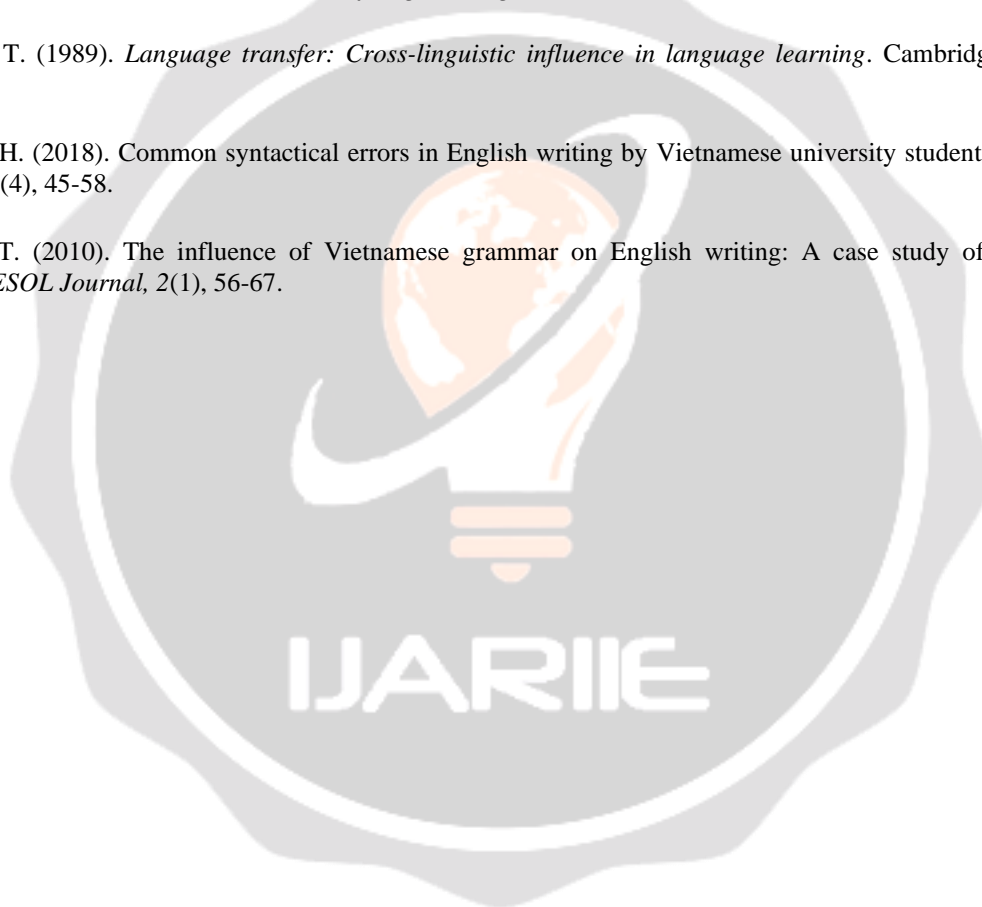 T. (1989). Language transfer: Cross-linguistic influence in language learning. Cambridg
H. (2018). Common syntactical errors in English writing by Vietnamese university student
(4), 45-58.
T. (2010). The influence of Vietnamese grammar on English writing: A case study of
ESOL Journal, 2(1), 56-67.
IJARIIE